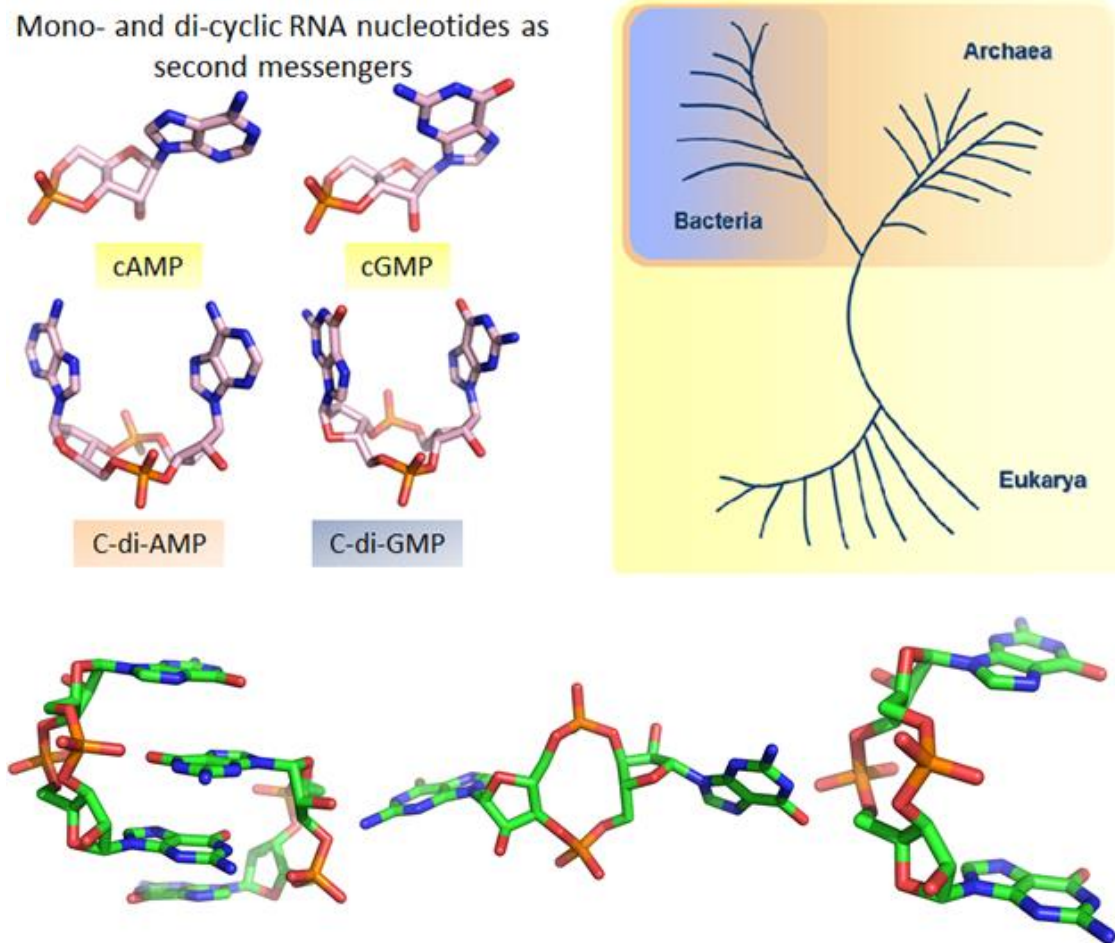 Mono- and di-cyclic RNA nucleotides as
second messengers
cAMP
cGMP
C-di-AMP
C-di-GMP
Archaea
Bacteria
Eukarya